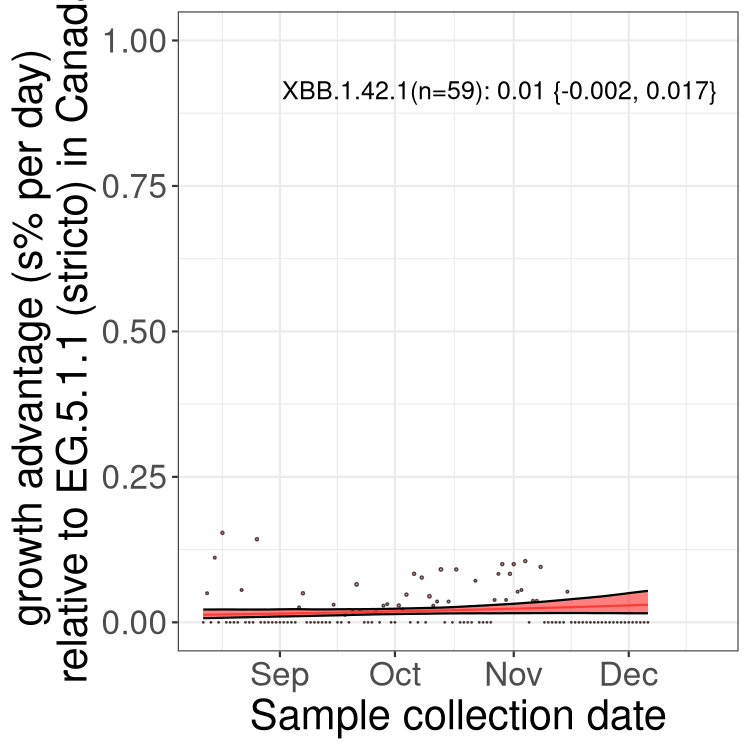 growth advantage (s% per day)
relative to EG.5.1.1 (stricto) in Canada
1.00
XBB.1.42.1(n=59): 0.01 {-0.002, 0.017}
0.75
0.50
0.25
0.00
Sep Oct Nov Dec
Sample collection date